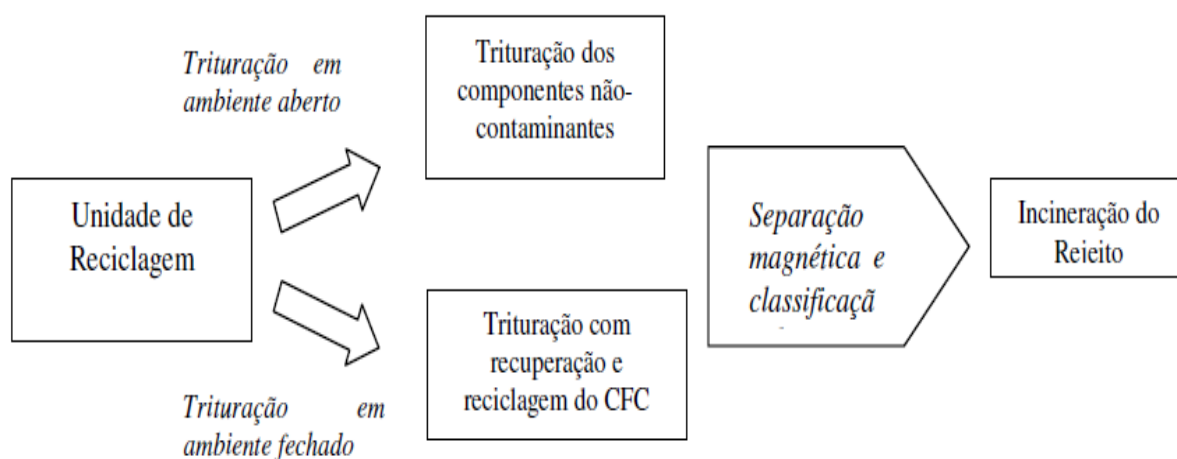 Trituração em
ambiente aberto
Trituração dos
componentes não-
contaminantes
Unidade de
Reciclagem
Trituração em
ambiente fechado
Trituração com
recuperação e
reciclagem do CFC
Separação
magnética e
classificaçã
Incineração do
Rejeito